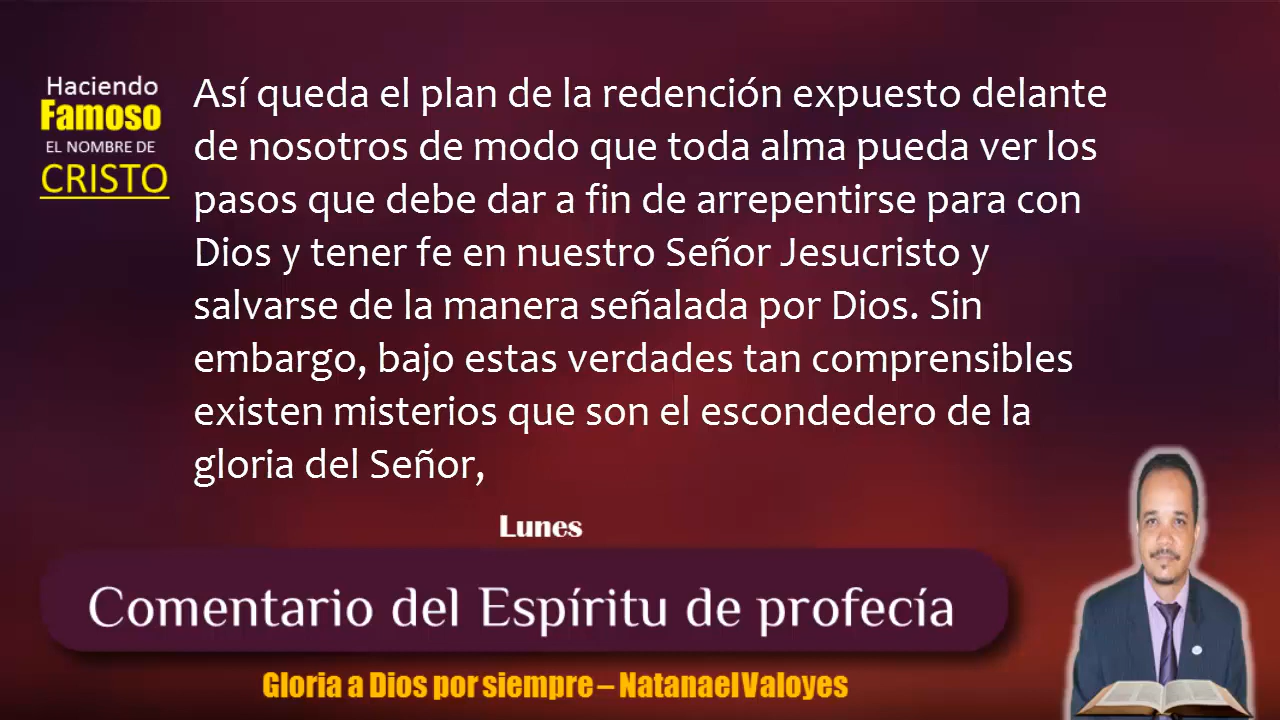 Haciendo
Famoso
EL NOMBRE DE
CRISTO
Así queda el plan de la redención expuesto delante
de nosotros de modo que toda alma pueda ver los
pasos que debe dar a fin de arrepentirse para con
Dios y tener fe en nuestro Señor Jesucristo y
salvarse de la manera señalada por Dios. Sin
embargo, bajo estas verdades tan comprensibles
existen misterios que son el escondedero de la
gloria del Señor,
Lunes
Comentario del Espíritu de profecía
Gloria a Dios por siempre – Natanael Valoyes